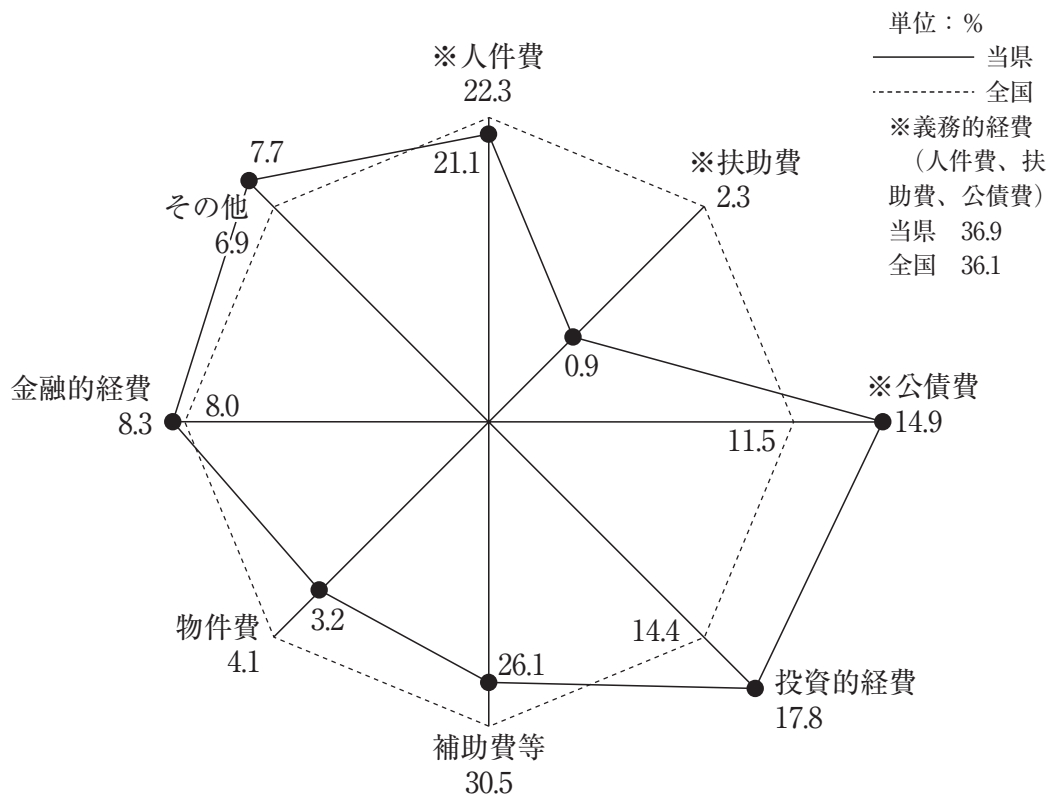 単位：%
当県
全国
※義務的経費
（人件費、扶
助費、公債費）
当県　36.9
全国　36.1
※人件費
22.3
21.1
※扶助費
2.3
0.9
※公債費
14.9
11.5
投資的経費
17.8
14.4
補助費等
30.5
26.1
物件費
4.1
3.2
金融的経費
8.3
8.0
その他
6.9
7.7